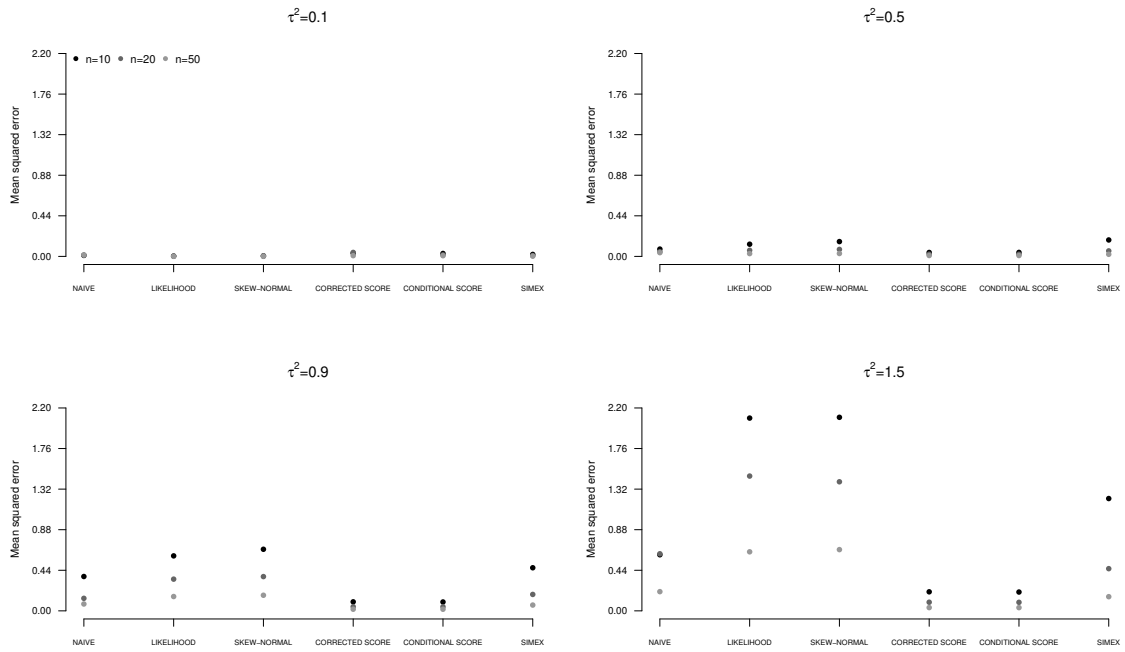 τ²=0.1
Mean squared error
2.20
1.76
1.32
0.88
0.44
0.00
n=10 n=20 n=50
NAIVE LIKELIHOOD SKEW−NORMAL CORRECTED SCORE CONDITIONAL SCORE SIMEX
τ²=0.5
Mean squared error
2.20
1.76
1.32
0.88
0.44
0.00
NAIVE LIKELIHOOD SKEW−NORMAL CORRECTED SCORE CONDITIONAL SCORE SIMEX
τ²=0.9
Mean squared error
2.20
1.76
1.32
0.88
0.44
0.00
NAIVE LIKELIHOOD SKEW−NORMAL CORRECTED SCORE CONDITIONAL SCORE SIMEX
τ²=1.5
Mean squared error
2.20
1.76
1.32
0.88
0.44
0.00
NAIVE LIKELIHOOD SKEW−NORMAL CORRECTED SCORE CONDITIONAL SCORE SIMEX